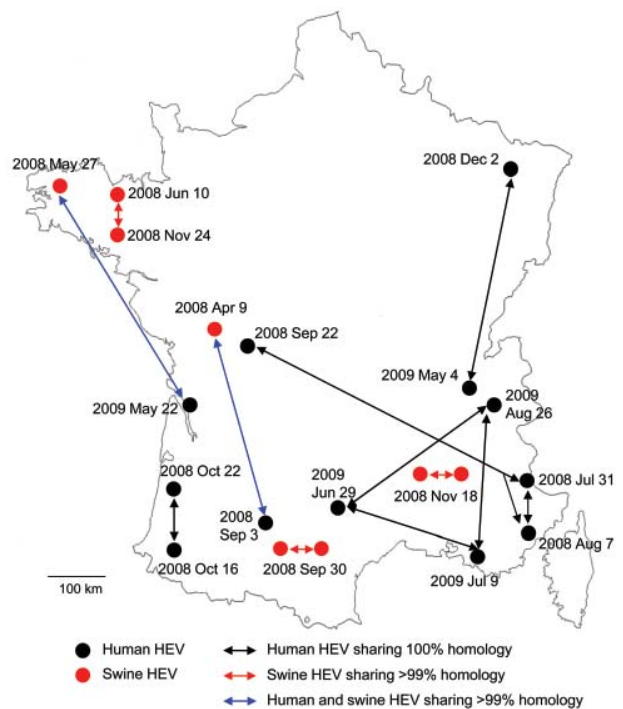 2008 May 27
2008 Dec 2
2008 Jun 10
2008 Nov 24
2008 Apr 9
2008 Sep 22
2009 May 4
2009 May 22
2009
Aug 26
2008 Oct 22
2009
Jun 29
2008 Nov 18
2008 Jul 31
2008
Sep 3
2008 Aug 7
2008 Oct 16
2008 Sep 30
2009 Jul 9
100 km
Human HEV
Human HEV sharing 100% homology
Swine HEV
Swine HEV sharing >99% homology
Human and swine HEV sharing >99% homology